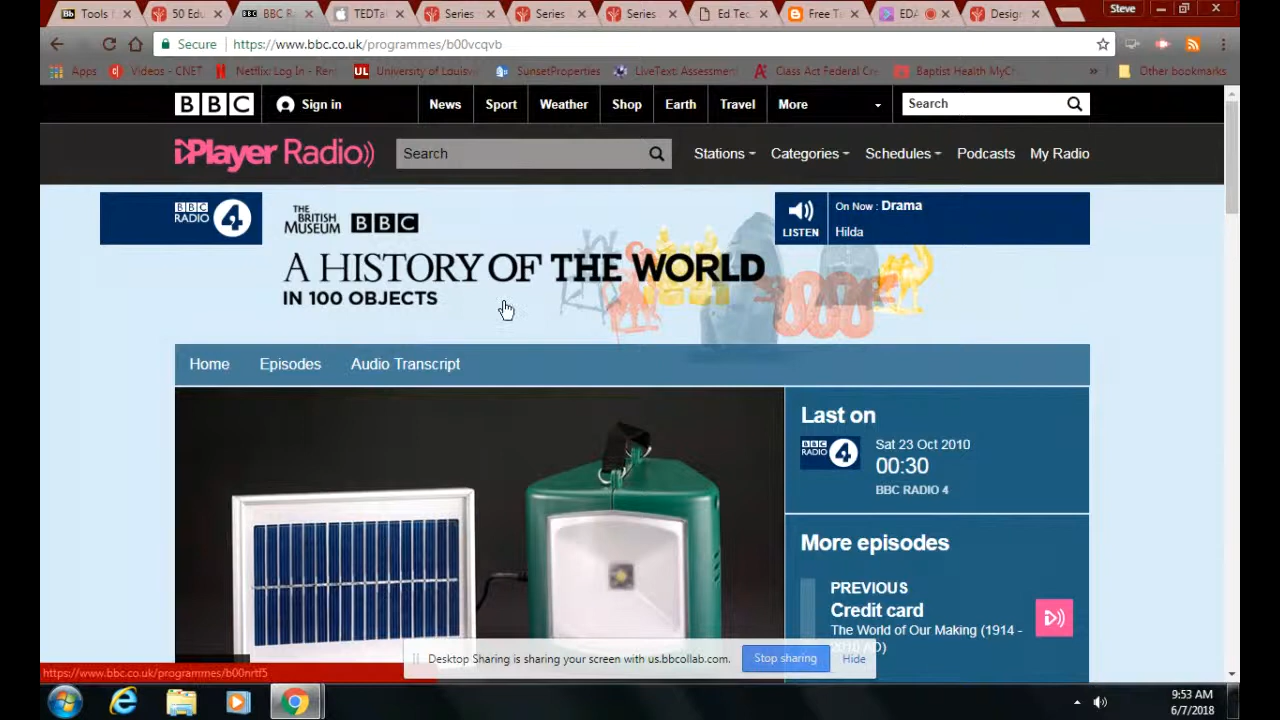 Tools
50 Edu
BBC R
TEDTa
Series
Series
Series
Ed Tec
Free T
EDA
Design
Steve
Secure
https://www.bbc.co.uk/programmes/b00vcqvb
Apps
Videos - CNET
Netflix: Log In - Ren
UL
University of Louisv
SunsetProperties
LiveText: Assessment
Class Act Federal Cre
Baptist Health MyCh
»
Other bookmarks
BBC
Sign in
News
Sport
Weather
Shop
Earth
Travel
More
Search
iPlayer Radio
Search
Stations
Categories
Schedules
Podcasts
My Radio
BBC RADIO 4
THE BRITISH MUSEUM BBC
A HISTORY OF THE WORLD
IN 100 OBJECTS
LISTEN
On Now : Drama
Hilda
Home
Episodes
Audio Transcript
Last on
BBC RADIO 4
Sat 23 Oct 2010
00:30
BBC RADIO 4
More episodes
PREVIOUS
Credit card
The World of Our Making (1914 -
2010 AD)
Desktop Sharing is sharing your screen with us.bbcollab.com.
Stop sharing
Hide
https://www.bbc.co.uk/programmes/b00nrtf5
9:53 AM
6/7/2018